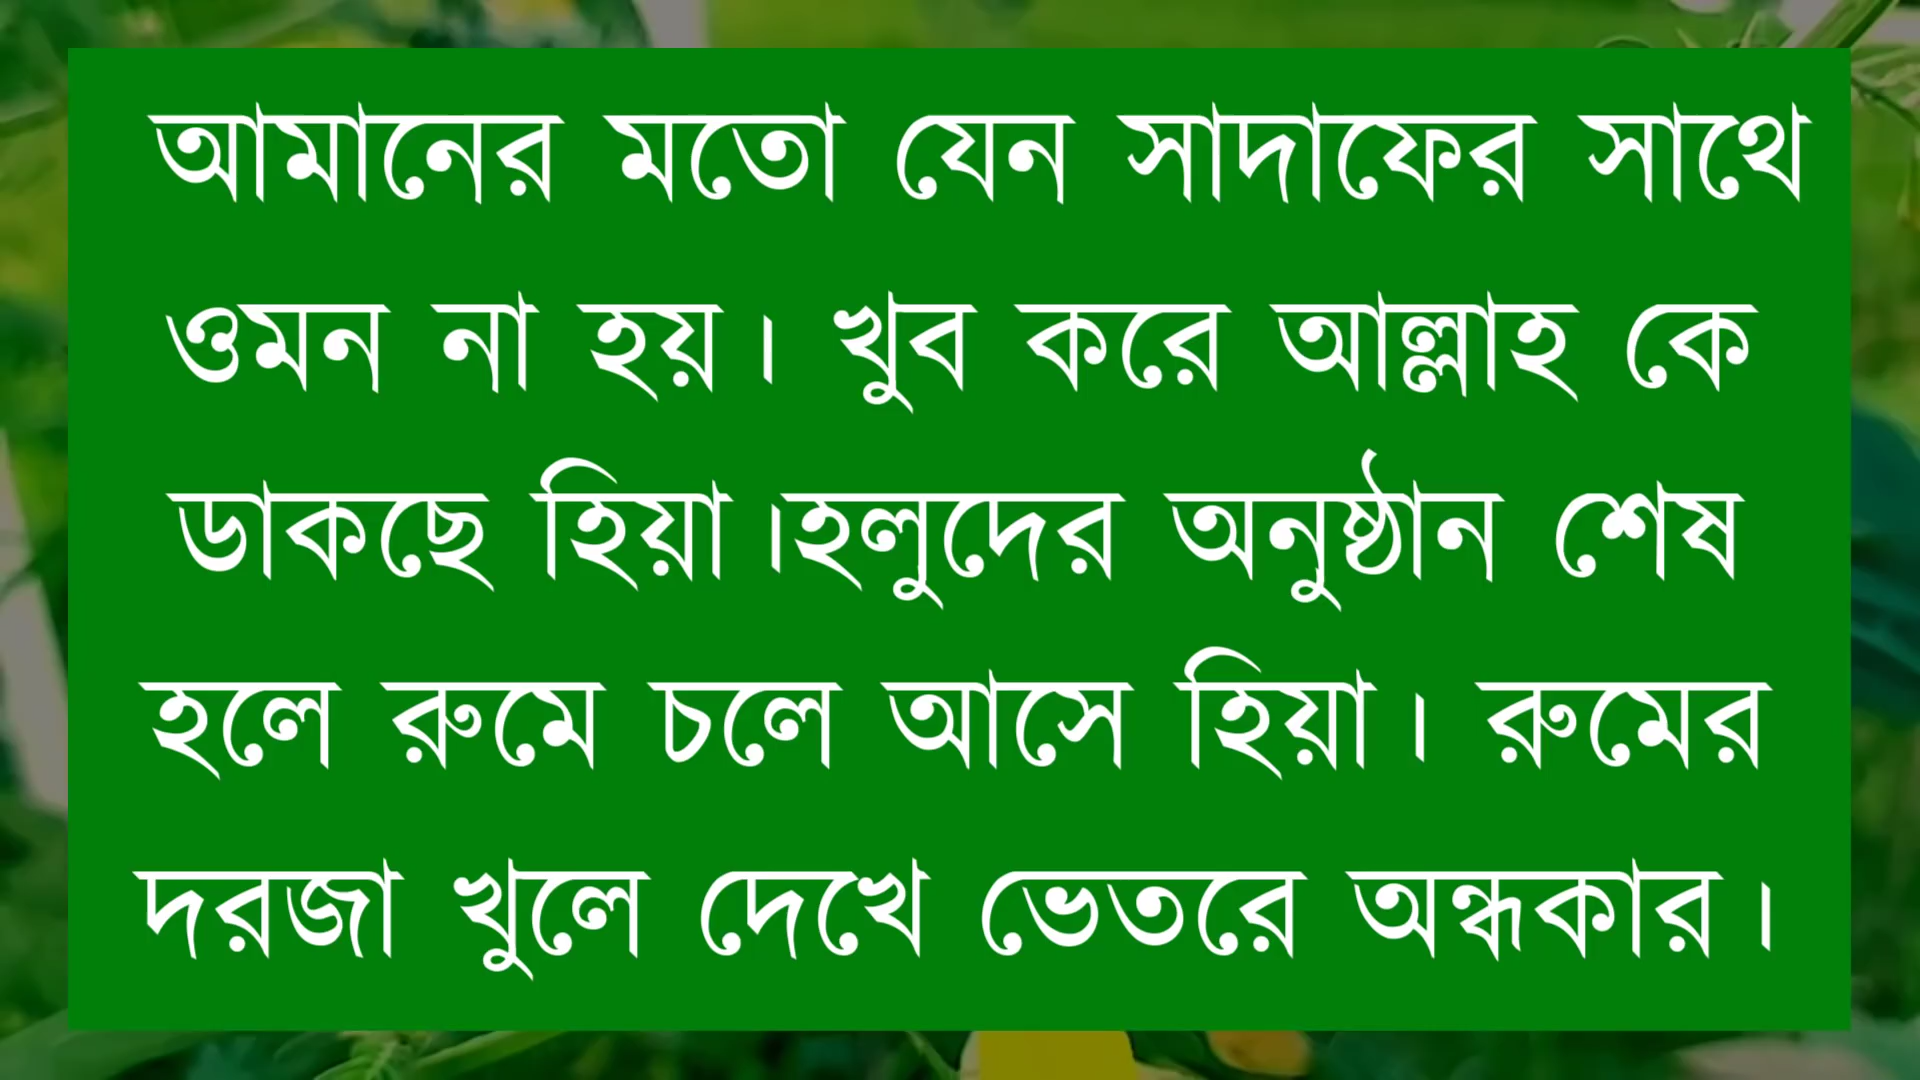 আমানের মতো যেন সাদাফের সাথে
ওমন না হয়। খুব করে আল্লাহ কে
ডাকছে হিয়া।হলুদের অনুষ্ঠান শেষ
হলে রুমে চলে আসে হিয়া। রুমের
দরজা খুলে দেখে ভেতরে অন্ধকার।